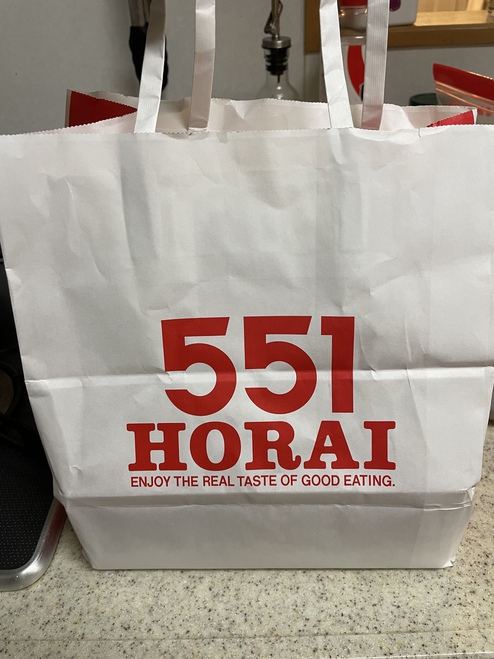 551
HORAI
ENJOY THE REAL TASTE OF GOOD EATING.